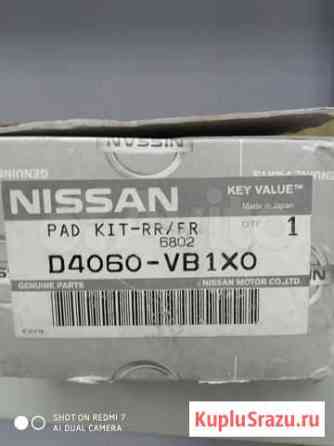 NISSAN
NISSAN
KEY VALUE™
Made in Japan
PAD KIT-RR/FR
QTY 1
6802
D4060-VB1X0
GENUINE PARTS
NISSAN MOTOR CO.,LTD.
SHOT ON REDMI 7
AI DUAL CAMERA
KupluSrazu.ru